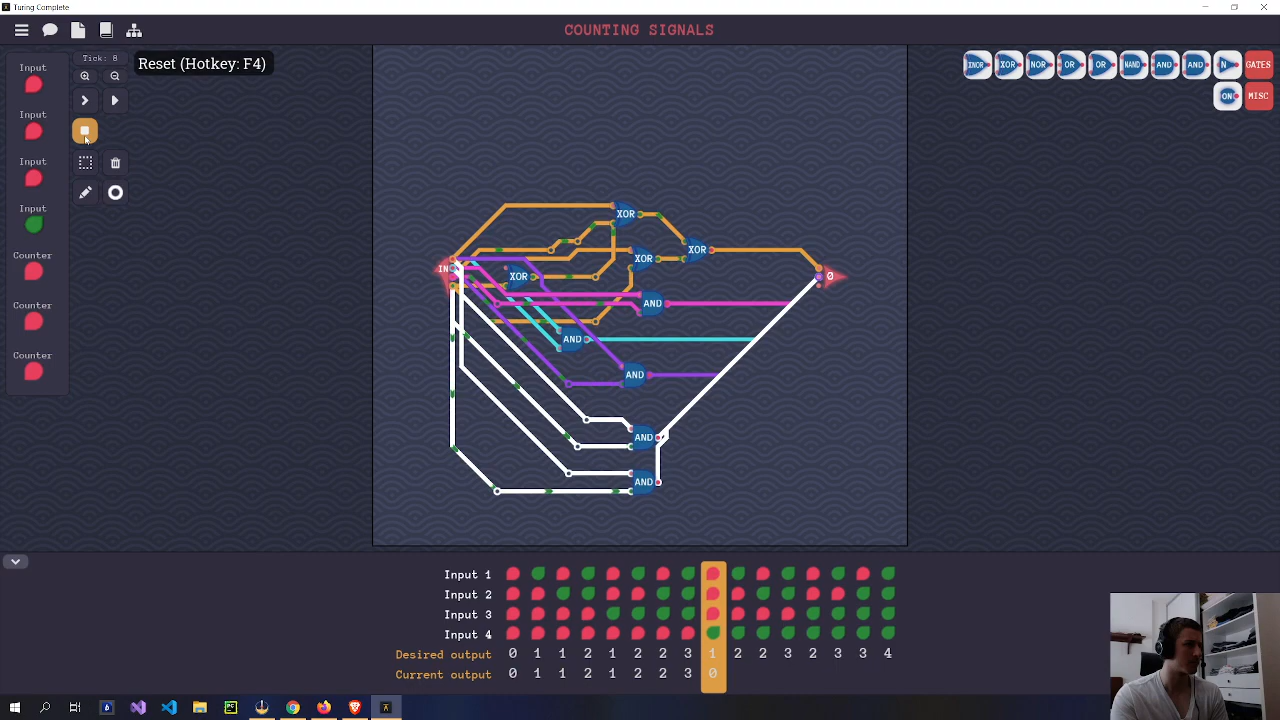 Turing Complete
COUNTING SIGNALS
Tick: 8
Reset (Hotkey: F4)
XOR NOR OR OR NAND AND AND N GATES
ON MISC
Input
Input
Input
Input
Counter
Counter
Counter
XOR
XOR
XOR
XOR
IN
0
AND
AND
AND
AND
AND
Input 1
Input 2
Input 3
Input 4
Desired output 0 1 1 2 1 2 2 3 1 2 2 3 2 3 3 4
Current output 0 1 1 2 1 2 2 3 0